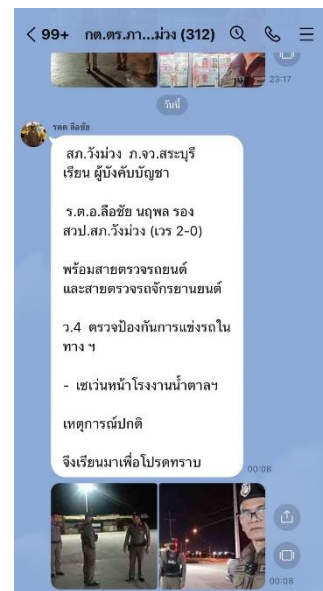 99+ กต.ตร.ภา...ม่วง (312)
23:17
วันนี้
รตต ลือชัย
สภ.วังม่วง ภ.จว.สระบุรี
เรียน ผู้บังคับบัญชา
ร.ต.อ.ลือชัย นฤพล รอง
สวป.สภ.วังม่วง (เวร 2-0)
พร้อมสายตรวจรถยนต์
และสายตรวจรถจักรยานยนต์
ว.4 ตรวจป้องกันการแข่งรถใน
ทาง ฯ
- เซเว่นหน้าโรงงานน้ำตาลฯ
เหตุการณ์ปกติ
จึงเรียนมาเพื่อโปรดทราบ
00:08
00:08